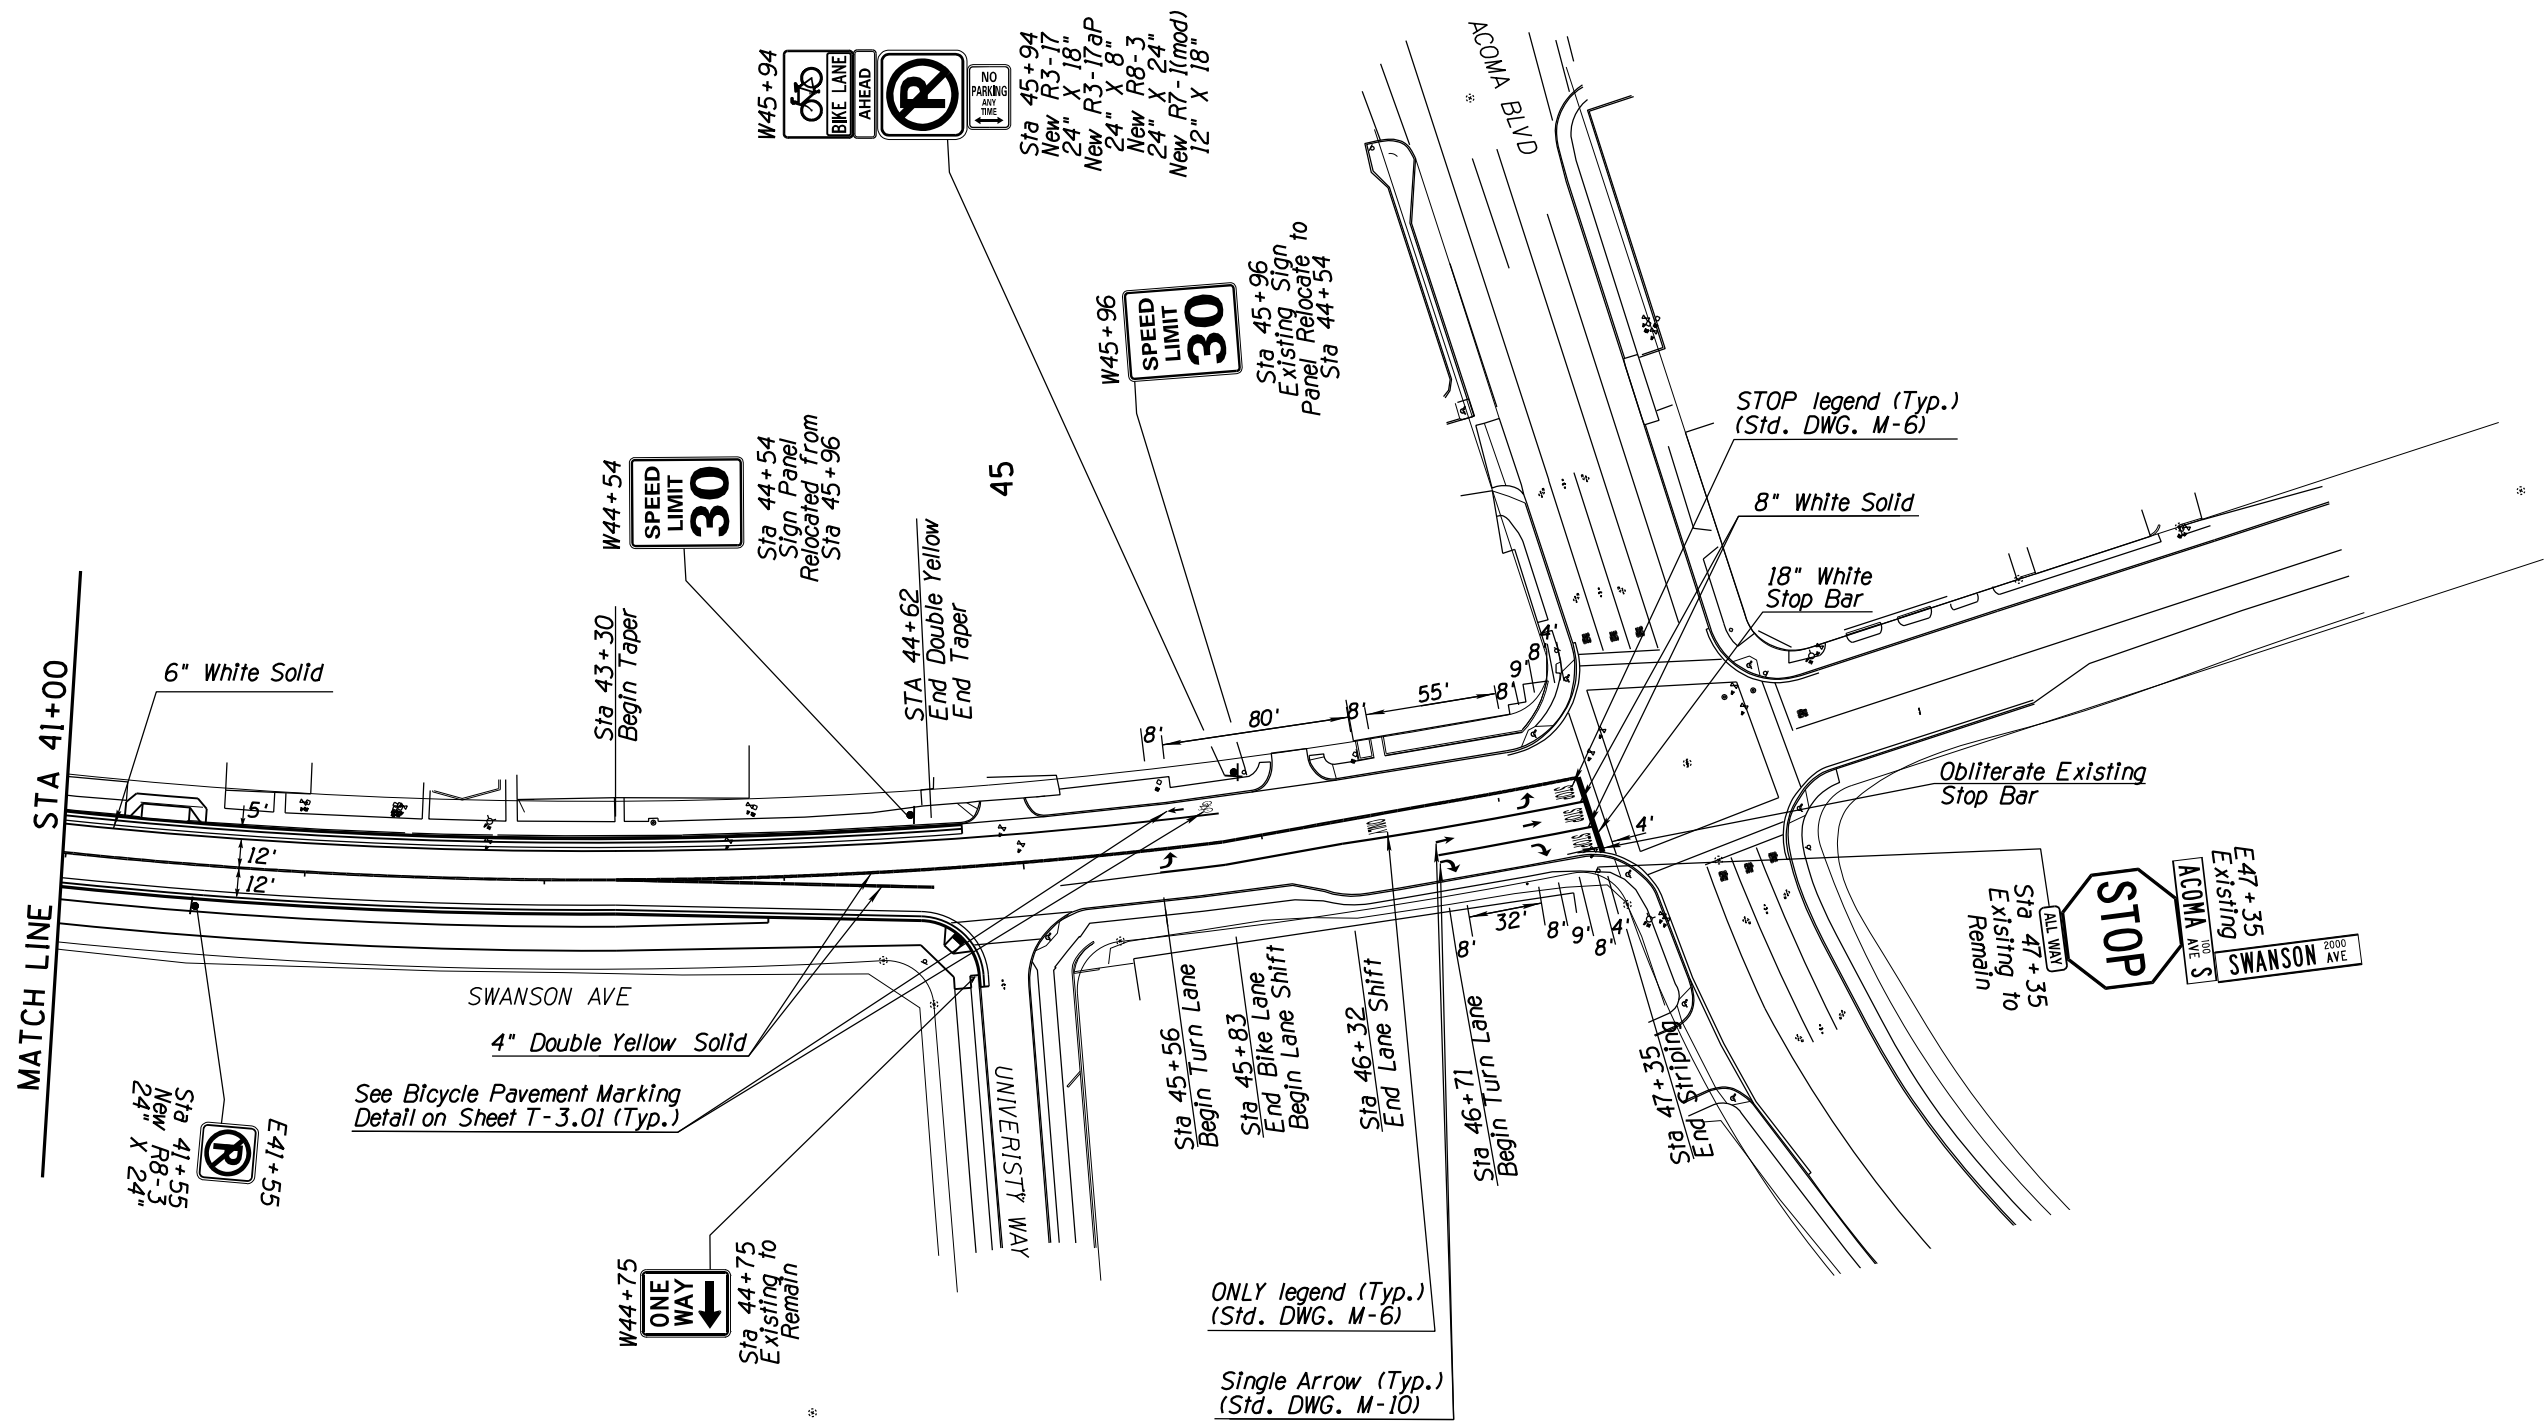 W45+94
BIKE LANE
AHEAD
R
NO
PARKING
ANY
TIME
Sta 45+94
New R3-17
24" X 18"
New R3-17aP
24" X 8"
New R8-3
24" X 24"
New R7-1(mod)
12" X 18"
ACOMA BLVD
W45+96
SPEED
LIMIT
30
Sta 45+96
Existing Sign
Panel Relocate to
Sta 44+54
W44+54
SPEED
LIMIT
30
Sta 44+54
Sign Panel
Relocated from
Sta 45+96
45
STOP legend (Typ.)
(Std. DWG. M-6)
8" White Solid
18" White
Stop Bar
Obliterate Existing
Stop Bar
MATCH LINE STA 41+00
6" White Solid
Sta 43+30
Begin Taper
STA 44+62
End Double Yellow
End Taper
8'
80'
8'
55'
8'
9'
8'
4'
5'
12'
12'
ONLY
STOP
STOP
STOP
4'
32'
8'
8'
9'
8'
4'
SWANSON AVE
4" Double Yellow Solid
See Bicycle Pavement Marking
Detail on Sheet T-3.01 (Typ.)
UNIVERISTY WAY
E41+55
R
Sta 41+55
New R8-3
24" X 24"
W44+75
ONE
WAY
Sta 44+75
Existing to
Remain
Sta 45+56
Begin Turn Lane
Sta 45+83
End Bike Lane
Begin Lane Shift
Sta 46+32
End Lane Shift
Sta 46+71
Begin Turn Lane
Sta 47+35
End Striping
ONLY legend (Typ.)
(Std. DWG. M-6)
Single Arrow (Typ.)
(Std. DWG. M-10)
E47+35
Existing
ACOMA AVE 100 S
SWANSON AVE 2000
STOP
ALL WAY
Sta 47+35
Exisiting to
Remain